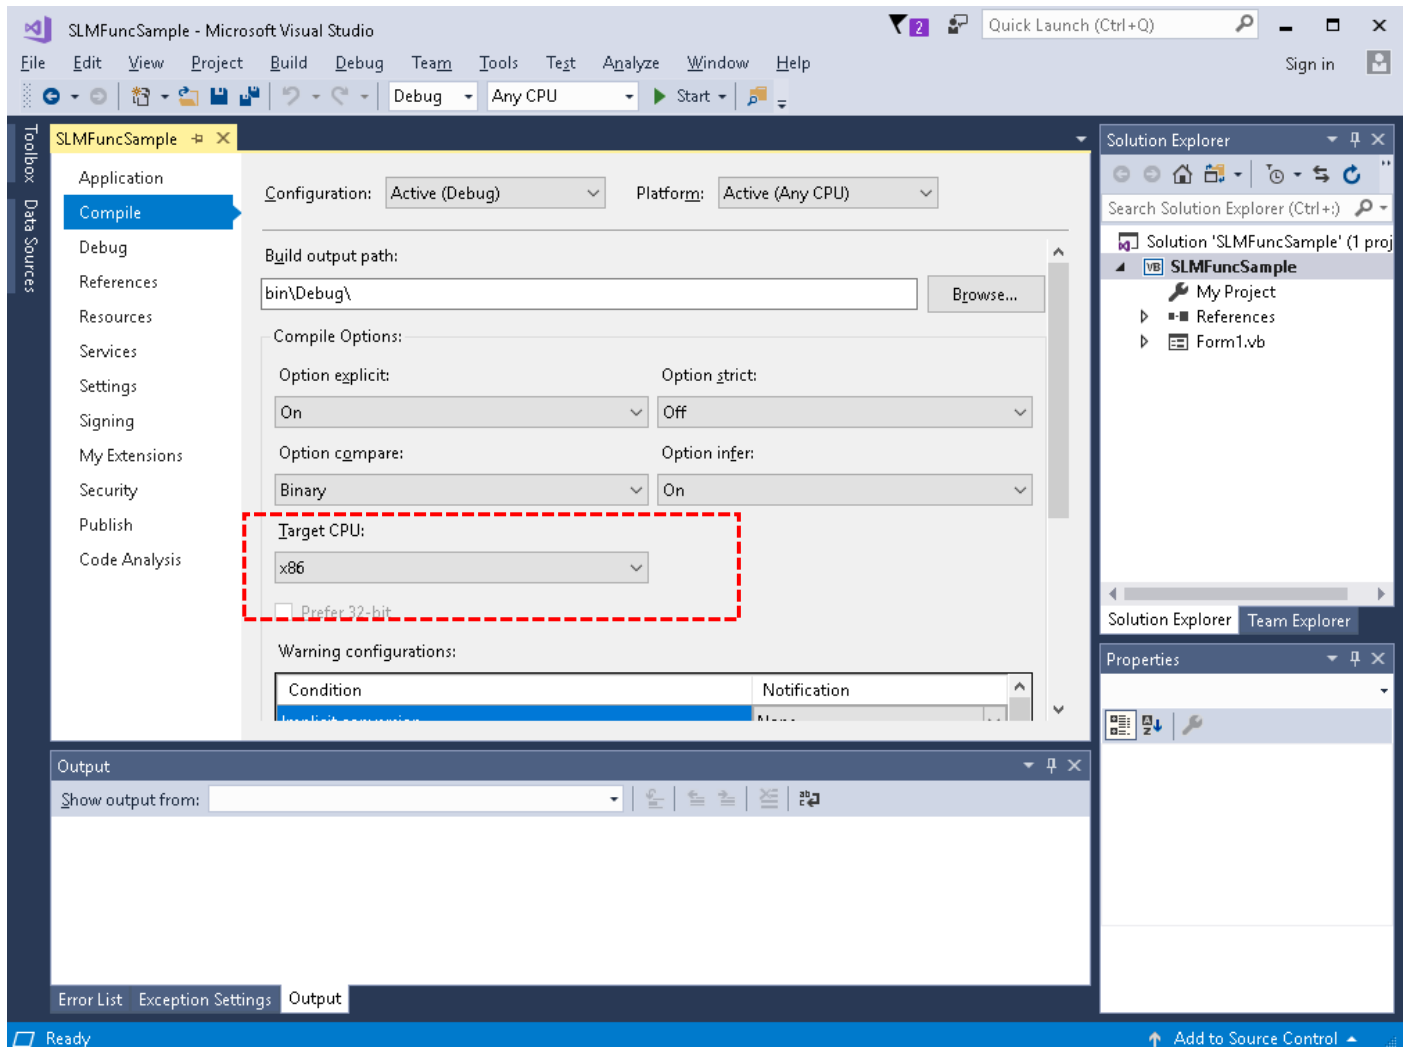 SLMFuncSample - Microsoft Visual Studio
2
Quick Launch (Ctrl+Q)
File Edit View Project Build Debug Team Tools Test Analyze Window Help
Sign in
Debug Any CPU Start
Toolbox
Data Sources
SLMFuncSample
Application
Compile
Debug
References
Resources
Services
Settings
Signing
My Extensions
Security
Publish
Code Analysis
Configuration: Active (Debug) Platform: Active (Any CPU)
Build output path:
bin\Debug\ Browse...
Compile Options:
Option explicit: Option strict:
On Off
Option compare: Option infer:
Binary On
Target CPU:
x86
Prefer 32-bit
Warning configurations:
Condition Notification
Implicit conversion None
Solution Explorer
Search Solution Explorer (Ctrl+:)
Solution 'SLMFuncSample' (1 proj
VB SLMFuncSample
My Project
References
Form1.vb
Solution Explorer Team Explorer
Properties
Output
Show output from:
Error List Exception Settings Output
Ready
Add to Source Control